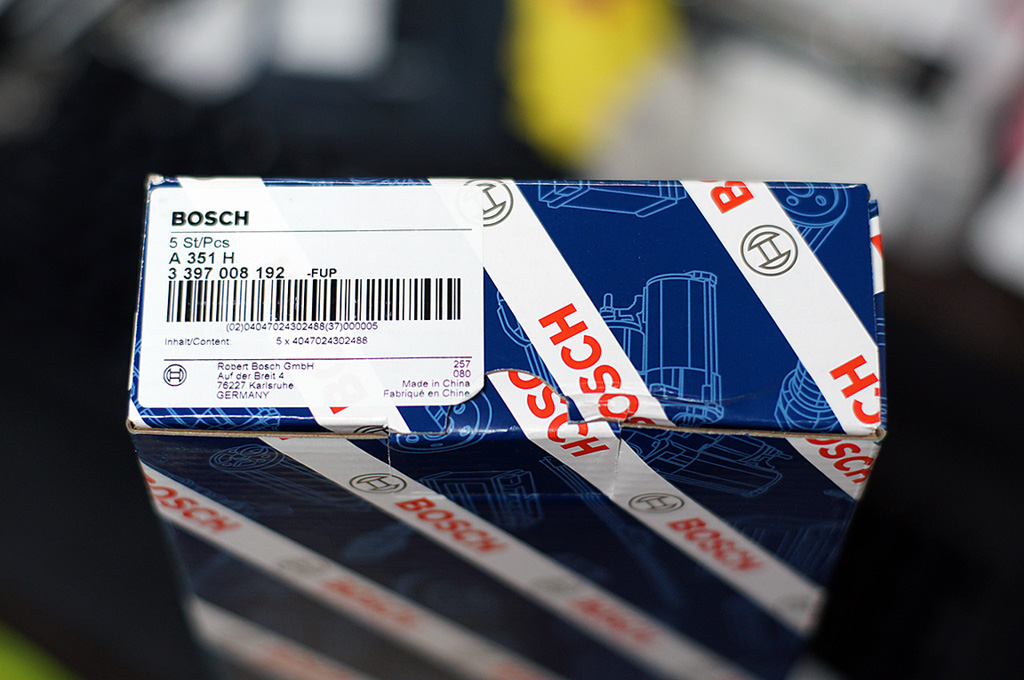 BOSCH
5 St/Pcs
A 351 H
3 397 008 192 -FUP
(02)04047024302488(37)000005
Inhalt/Content: 5 x 4047024302488
Robert Bosch GmbH
Auf der Breit 4
76227 Karlsruhe
GERMANY
257
080
Made in China
Fabriqué en Chine
BOSCH
BOSCH
BOSCH
BOSCH
BOSCH
BOSCH